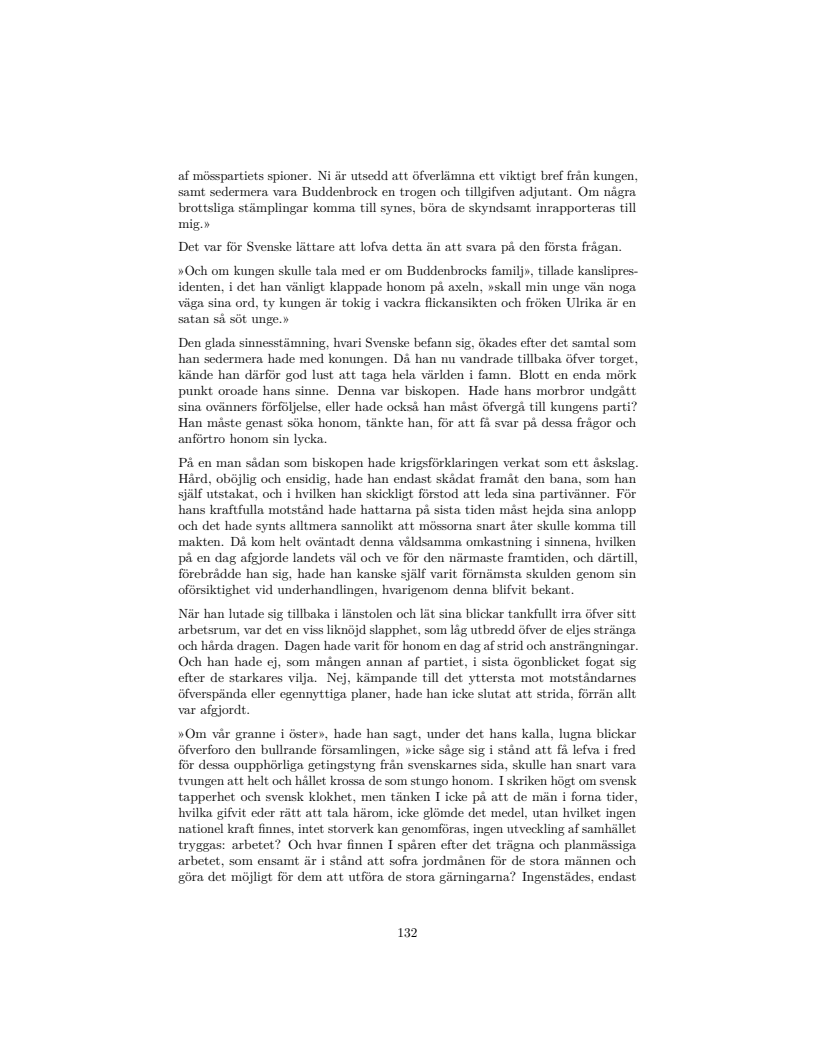 af mösspartiets spioner. Ni är utsedd att öfverlämna ett viktigt bref från kungen,
samt sedermera vara Buddenbrock en trogen och tillgifven adjutant. Om några
brottsliga stämplingar komma till synes, böra de skyndsamt inrapporteras till
mig.»
Det var för Svenske lättare att lofva detta än att svara på den första frågan.
»Och om kungen skulle tala med er om Buddenbrocks familj», tillade kanslipres-
identen, i det han vänligt klappade honom på axeln, »skall min unge vän noga
väga sina ord, ty kungen är tokig i vackra flickansikten och fröken Ulrika är en
satan så söt unge.»
Den glada sinnesstämning, hvari Svenske befann sig, ökades efter det samtal som
han sedermera hade med konungen. Då han nu vandrade tillbaka öfver torget,
kände han därför god lust att taga hela världen i famn. Blott en enda mörk
punkt oroade hans sinne. Denna var biskopen. Hade hans morbror undgått
sina ovänners förföljelse, eller hade också han måst öfvergå till kungens parti?
Han måste genast söka honom, tänkte han, för att få svar på dessa frågor och
anförtro honom sin lycka.
På en man sådan som biskopen hade krigsförklaringen verkat som ett åskslag.
Hård, oböjlig och ensidig, hade han endast skådat framåt den bana, som han
själf utstakat, och i hvilken han skickligt förstod att leda sina partivänner. För
hans kraftfulla motstånd hade hattarna på sista tiden måst hejda sina anlopp
och det hade synts alltmera sannolikt att mössorna snart åter skulle komma till
makten. Då kom helt oväntadt denna våldsamma omkastning i sinnena, hvilken
på en dag afgjorde landets väl och ve för den närmaste framtiden, och därtill,
förebrådde han sig, hade han kanske själf varit förnämsta skulden genom sin
oförsiktighet vid underhandlingen, hvarigenom denna blifvit bekant.
När han lutade sig tillbaka i länstolen och lät sina blickar tankfullt irra öfver sitt
arbetsrum, var det en viss liknöjd slapphet, som låg utbredd öfver de eljes stränga
och hårda dragen. Dagen hade varit för honom en dag af strid och ansträngningar.
Och han hade ej, som mången annan af partiet, i sista ögonblicket fogat sig
efter de starkares vilja. Nej, kämpande till det yttersta mot motståndarnes
öfverspända eller egennyttiga planer, hade han icke slutat att strida, förrän allt
var afgjordt.
»Om vår granne i öster», hade han sagt, under det hans kalla, lugna blickar
öfverforo den bullrande församlingen, »icke såge sig i stånd att få lefva i fred
för dessa oupphörliga getingstyng från svenskarnes sida, skulle han snart vara
tvungen att helt och hållet krossa de som stungo honom. I skriken högt om svensk
tapperhet och svensk klokhet, men tänken I icke på att de män i forna tider,
hvilka gifvit eder rätt att tala härom, icke glömde det medel, utan hvilket ingen
nationel kraft finnes, intet storverk kan genomföras, ingen utveckling af samhället
tryggas: arbetet? Och hvar finnen I spåren efter det trägna och planmässiga
arbetet, som ensamt är i stånd att sofra jordmånen för de stora männen och
göra det möjligt för dem att utföra de stora gärningarna? Ingenstädes, endast
132